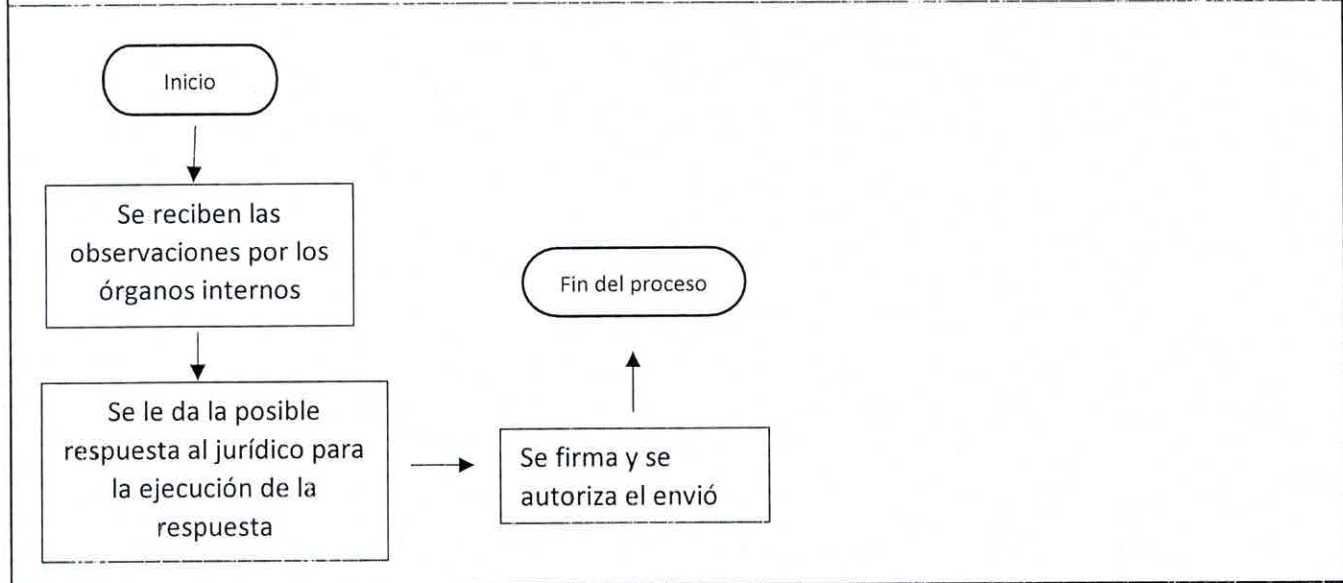 Inicio
Se reciben las
observaciones por los
órganos internos
Se le da la posible
respuesta al jurídico para
la ejecución de la
respuesta
Se firma y se
autoriza el envió
Fin del proceso